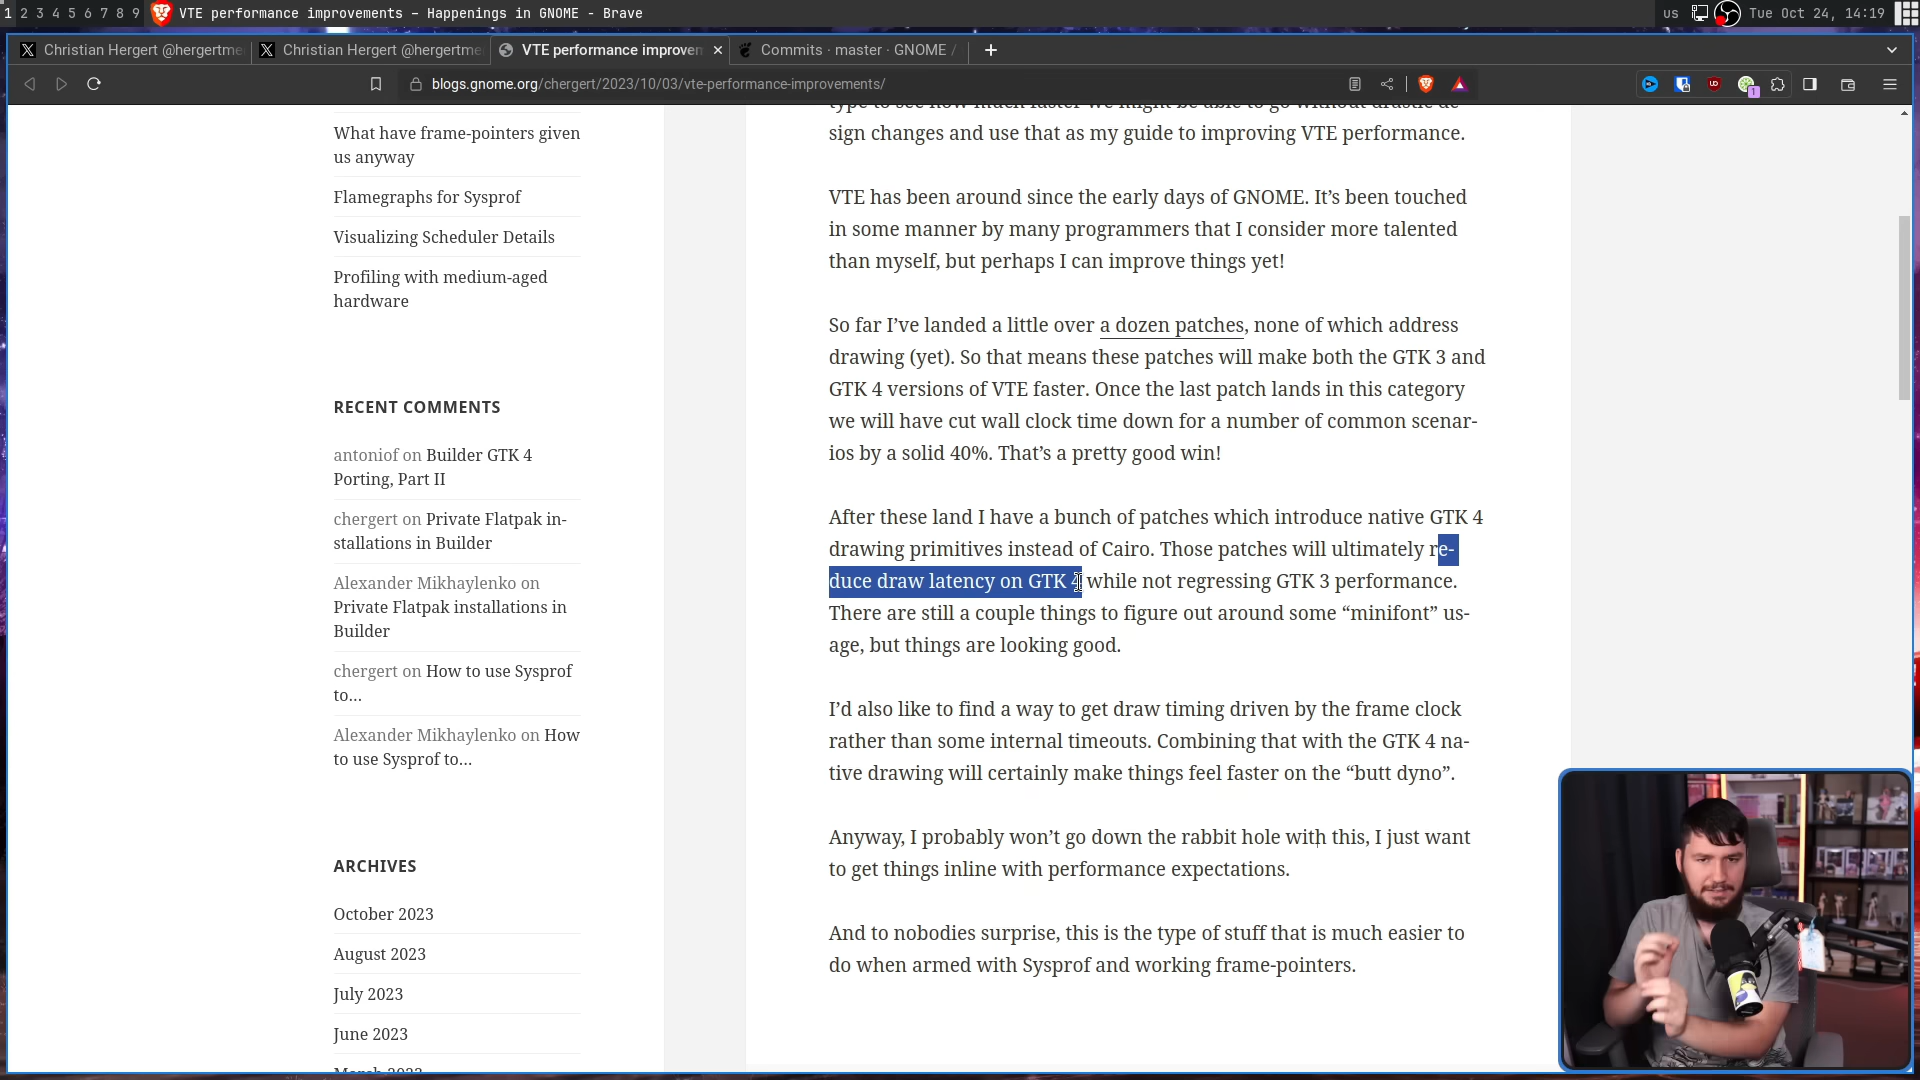 1 2 3 4 5 6 7 8 9 VTE performance improvements – Happenings in GNOME - Brave us Tue Oct 24, 14:19
Christian Hergert @hergertme
Christian Hergert @hergertme
VTE performance improven
Commits · master · GNOME /
blogs.gnome.org/chergert/2023/10/03/vte-performance-improvements/
1
What have frame-pointers given
us anyway
Flamegraphs for Sysprof
Visualizing Scheduler Details
Profiling with medium-aged
hardware
RECENT COMMENTS
antoniof on Builder GTK 4
Porting, Part II
chergert on Private Flatpak in-
stallations in Builder
Alexander Mikhaylenko on
Private Flatpak installations in
Builder
chergert on How to use Sysprof
to…
Alexander Mikhaylenko on How
to use Sysprof to…
ARCHIVES
October 2023
August 2023
July 2023
June 2023
March 2023
type to see how much faster we might be able to go without drastic de-
sign changes and use that as my guide to improving VTE performance.
VTE has been around since the early days of GNOME. It’s been touched
in some manner by many programmers that I consider more talented
than myself, but perhaps I can improve things yet!
So far I’ve landed a little over a dozen patches, none of which address
drawing (yet). So that means these patches will make both the GTK 3 and
GTK 4 versions of VTE faster. Once the last patch lands in this category
we will have cut wall clock time down for a number of common scenar-
ios by a solid 40%. That’s a pretty good win!
After these land I have a bunch of patches which introduce native GTK 4
drawing primitives instead of Cairo. Those patches will ultimately re-
duce draw latency on GTK 4 while not regressing GTK 3 performance.
There are still a couple things to figure out around some “minifont” us-
age, but things are looking good.
I’d also like to find a way to get draw timing driven by the frame clock
rather than some internal timeouts. Combining that with the GTK 4 na-
tive drawing will certainly make things feel faster on the “butt dyno”.
Anyway, I probably won’t go down the rabbit hole with this, I just want
to get things inline with performance expectations.
And to nobodies surprise, this is the type of stuff that is much easier to
do when armed with Sysprof and working frame-pointers.